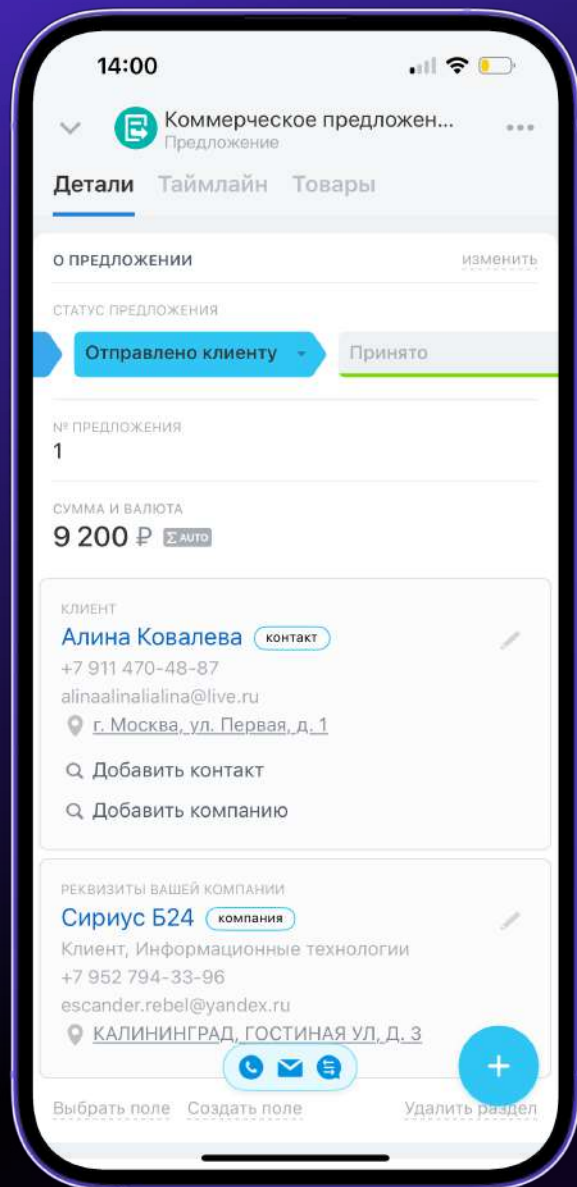 14:00
Коммерческое предложен...
Предложение
Детали Таймлайн Товары
О ПРЕДЛОЖЕНИИ изменить
СТАТУС ПРЕДЛОЖЕНИЯ
Отправлено клиенту Принято
№ ПРЕДЛОЖЕНИЯ
1
СУММА И ВАЛЮТА
9 200 ₽ Σ AUTO
КЛИЕНТ
Алина Ковалева контакт
+7 911 470-48-87
alinaalinalialina@live.ru
г. Москва, ул. Первая, д. 1
Добавить контакт
Добавить компанию
РЕКВИЗИТЫ ВАШЕЙ КОМПАНИИ
Сириус Б24 компания
Клиент, Информационные технологии
+7 952 794-33-96
escander.rebel@yandex.ru
КАЛИНИНГРАД, ГОСТИНАЯ УЛ, Д. 3
Выбрать поле Создать поле Удалить раздел